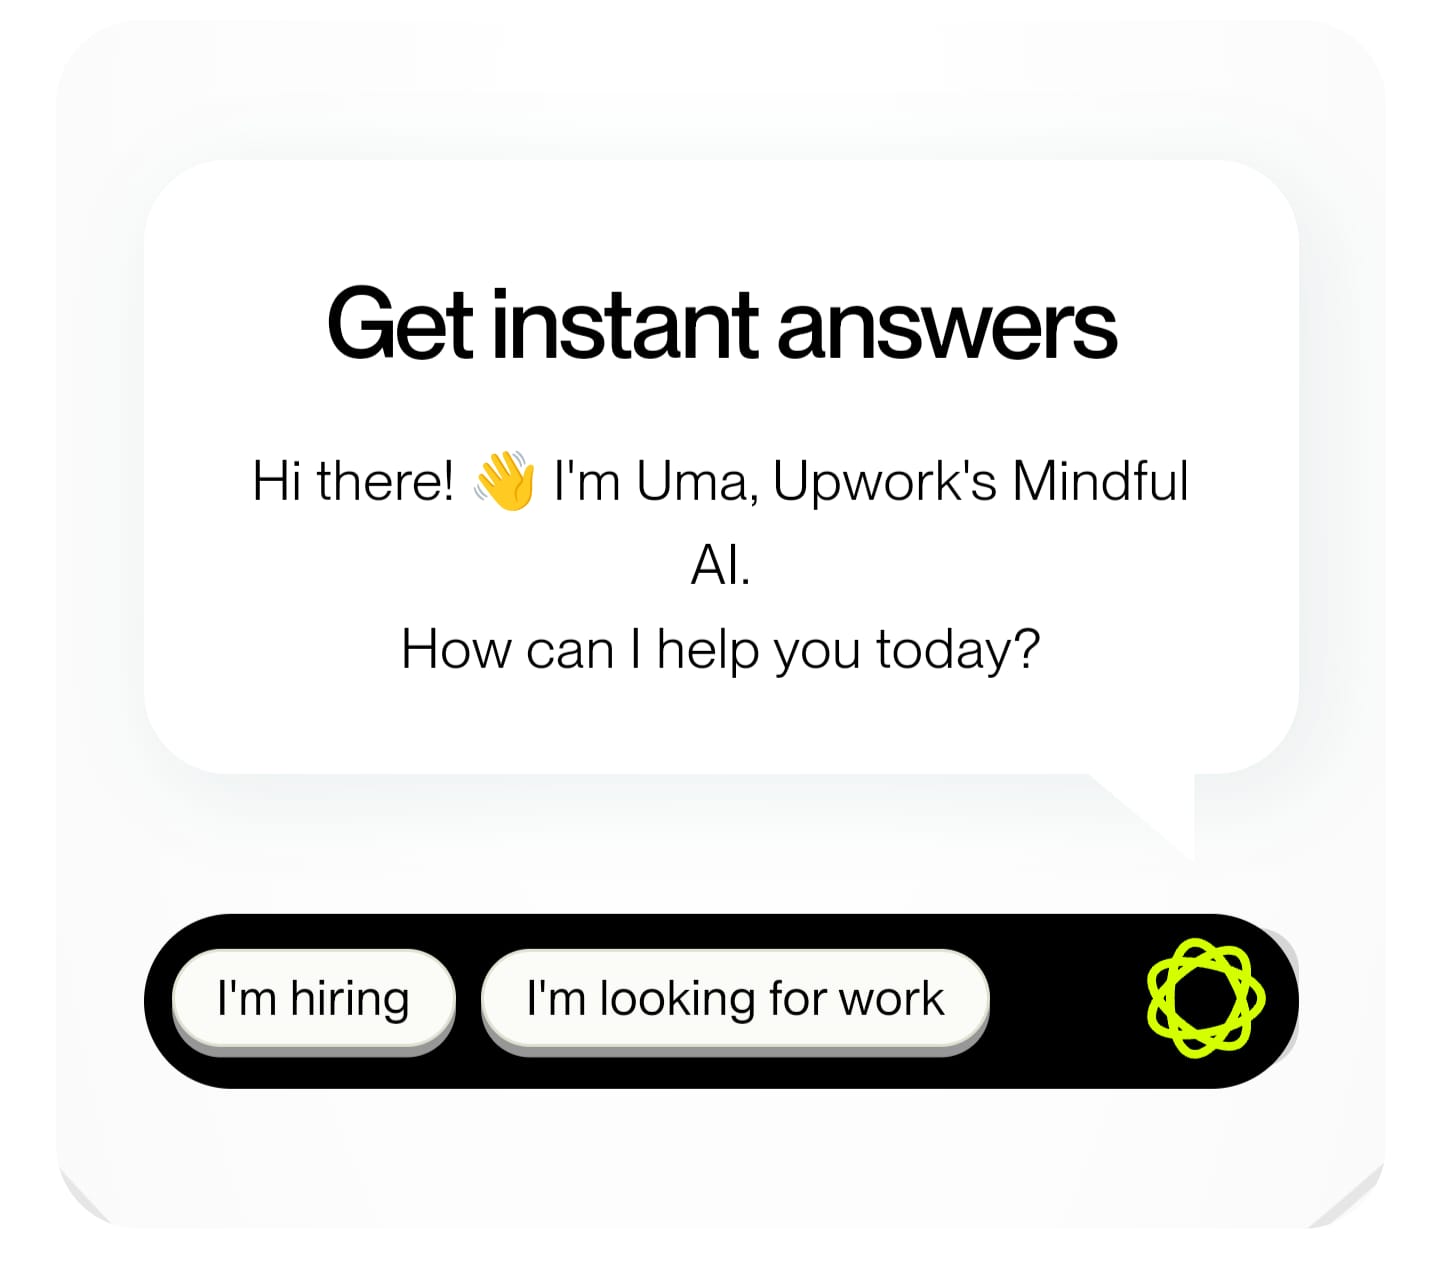 Get instant answers
Hi there! 👋 I'm Uma, Upwork's Mindful
AI.
How can I help you today?
I'm hiring
I'm looking for work